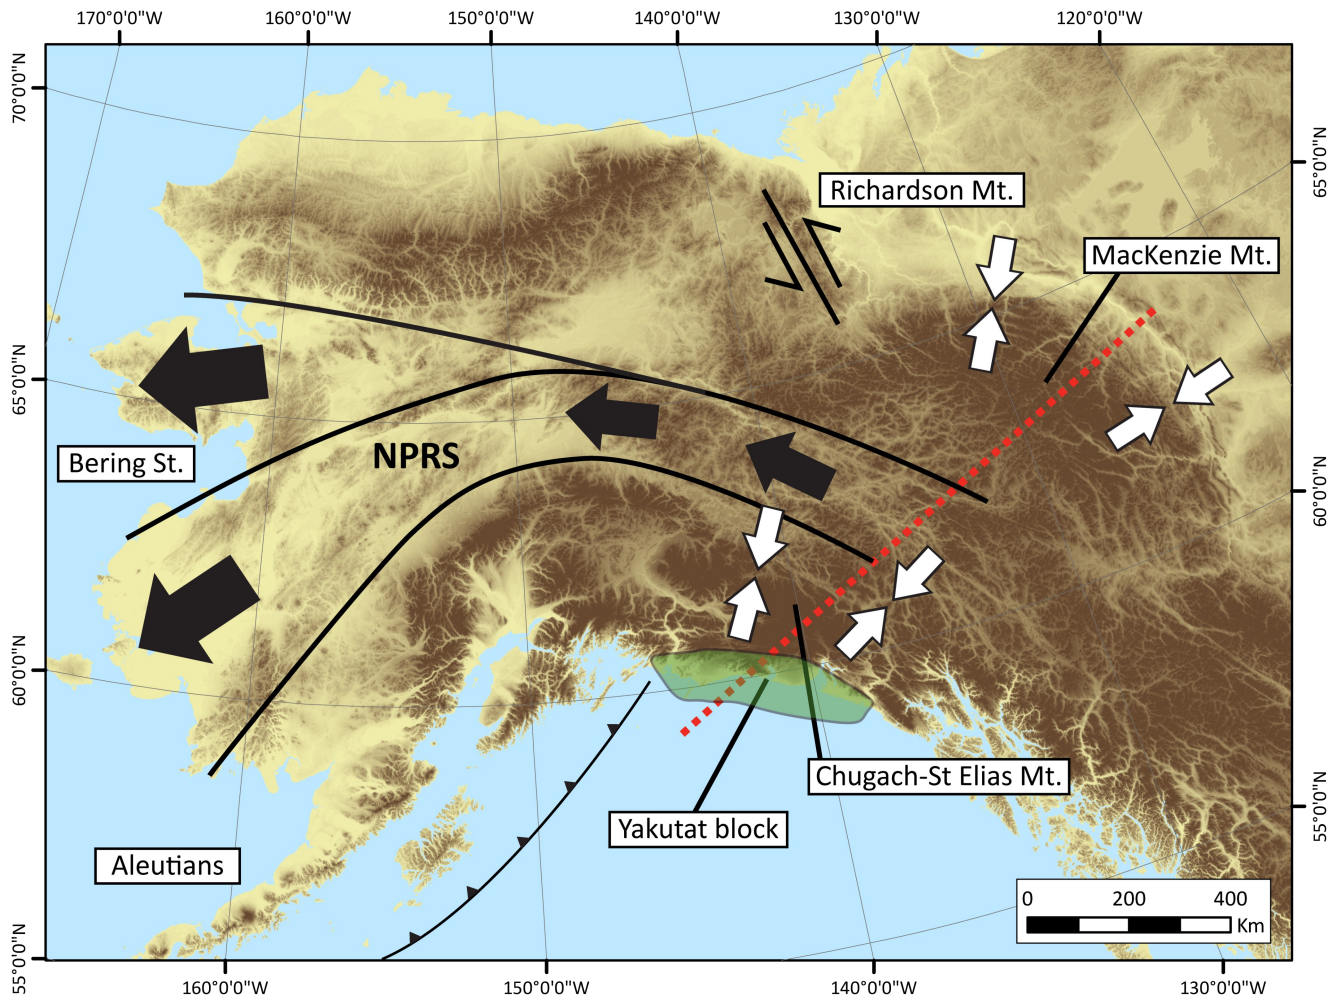 170°0'0"W 160°0'0"W 150°0'0"W 140°0'0"W 130°0'0"W 120°0'0"W
70°0'0"N
65°0'0"N
Richardson Mt.
MacKenzie Mt.
65°0'0"N
Bering St.
NPRS
60°0'0"N
60°0'0"N
Chugach-St Elias Mt.
55°0'0"N
Yakutat block
Aleutians
0 200 400
Km
55°0'0"N
160°0'0"W 150°0'0"W 140°0'0"W 130°0'0"W